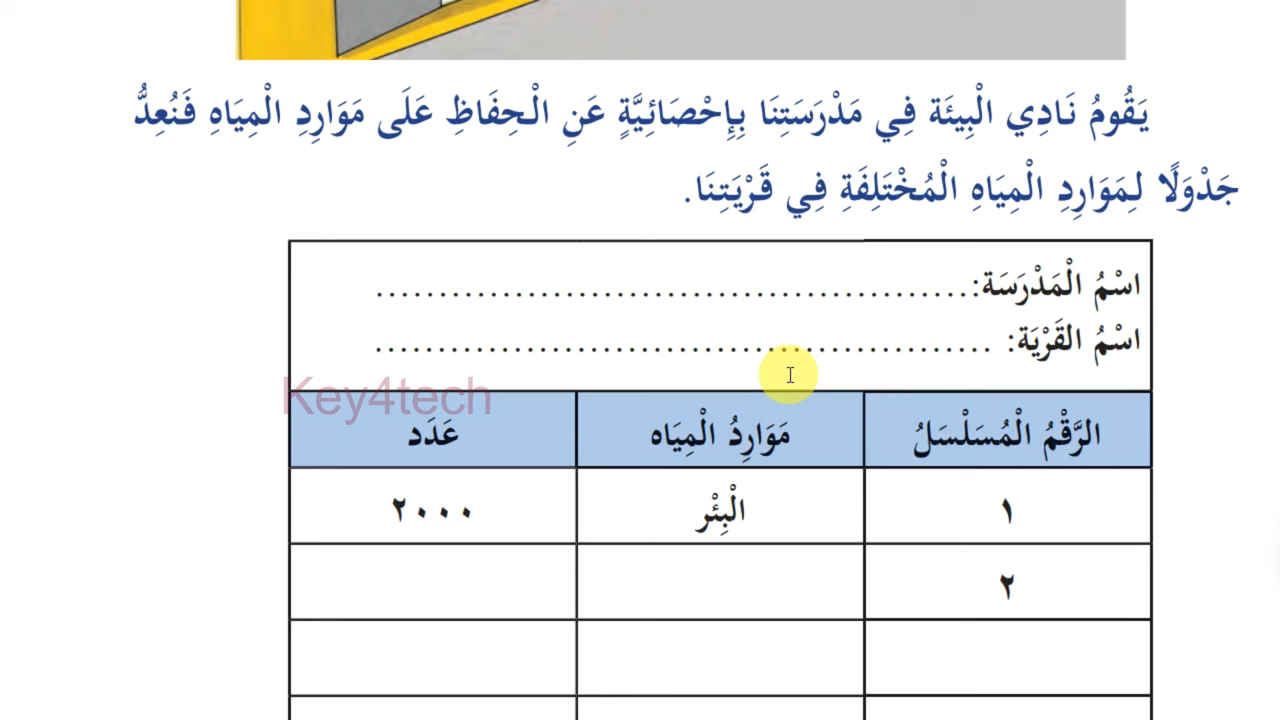 يَقُومُ نَادِي الْبِيئَة فِي مَدْرَسَتِنَا بِإِحْصَائِيَّةٍ عَنِ الْحِفَاظِ عَلَى مَوَارِدِ الْمِيَاهِ فَنُعِدُّ
جَدْوَلًا لِمَوَارِدِ الْمِيَاهِ الْمُخْتَلِفَةِ فِي قَرْيَتِنَا.
اسْمُ الْمَدْرَسَة: ................................................
اسْمُ القَرْيَة: ..................................................
Key4tech
الرَّقْمُ الْمُسَلْسَلُ مَوَارِدُ الْمِيَاه عَدَد
١ الْبِئْر ٢٠٠٠
٢